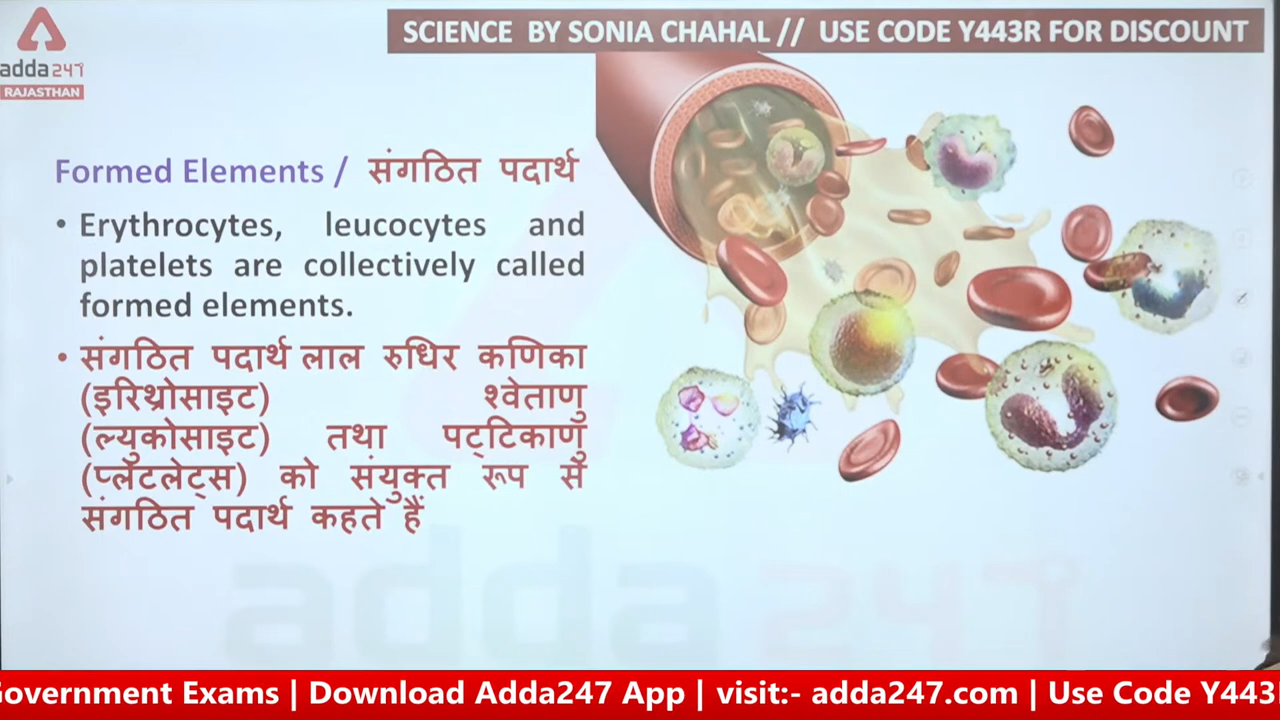 adda247
RAJASTHAN
SCIENCE BY SONIA CHAHAL // USE CODE Y443R FOR DISCOUNT
Formed Elements / संगठित पदार्थ
• Erythrocytes, leucocytes and
platelets are collectively called
formed elements.
• संगठित पदार्थ लाल रुधिर कणिका
(इरिथ्रोसाइट) श्वेताणु
(ल्युकोसाइट) तथा पट्टिकाणु
(प्लेटलेट्स) को संयुक्त रूप से
संगठित पदार्थ कहते हैं
adda247
Government Exams | Download Adda247 App | visit:- adda247.com | Use Code Y443